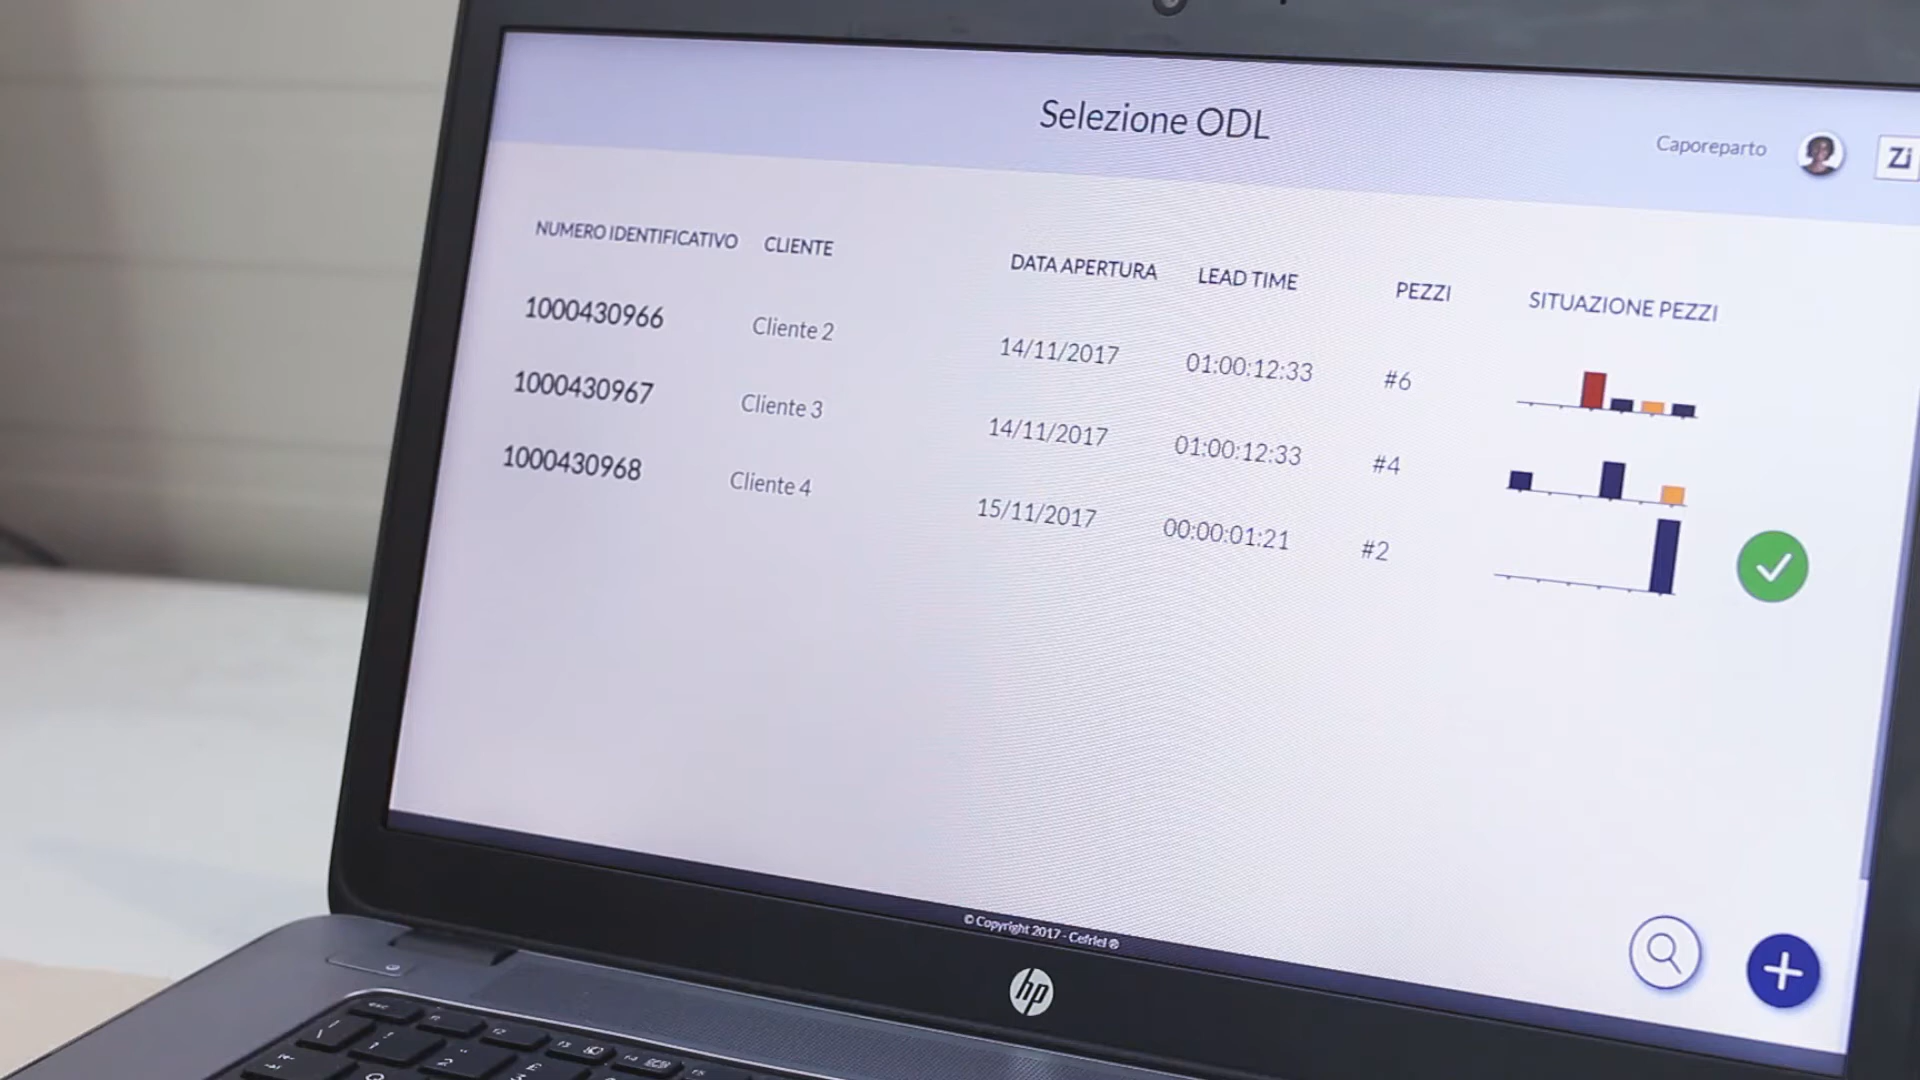 Selezione ODL
Caporeparto
Zi
NUMERO IDENTIFICATIVO CLIENTE DATA APERTURA LEAD TIME PEZZI SITUAZIONE PEZZI
1000430966 Cliente 2 14/11/2017 01:00:12:33 #6
1000430967 Cliente 3 14/11/2017 01:00:12:33 #4
1000430968 Cliente 4 15/11/2017 00:00:01:21 #2
© Copyright 2017 - Cefriel ®
hp
esc